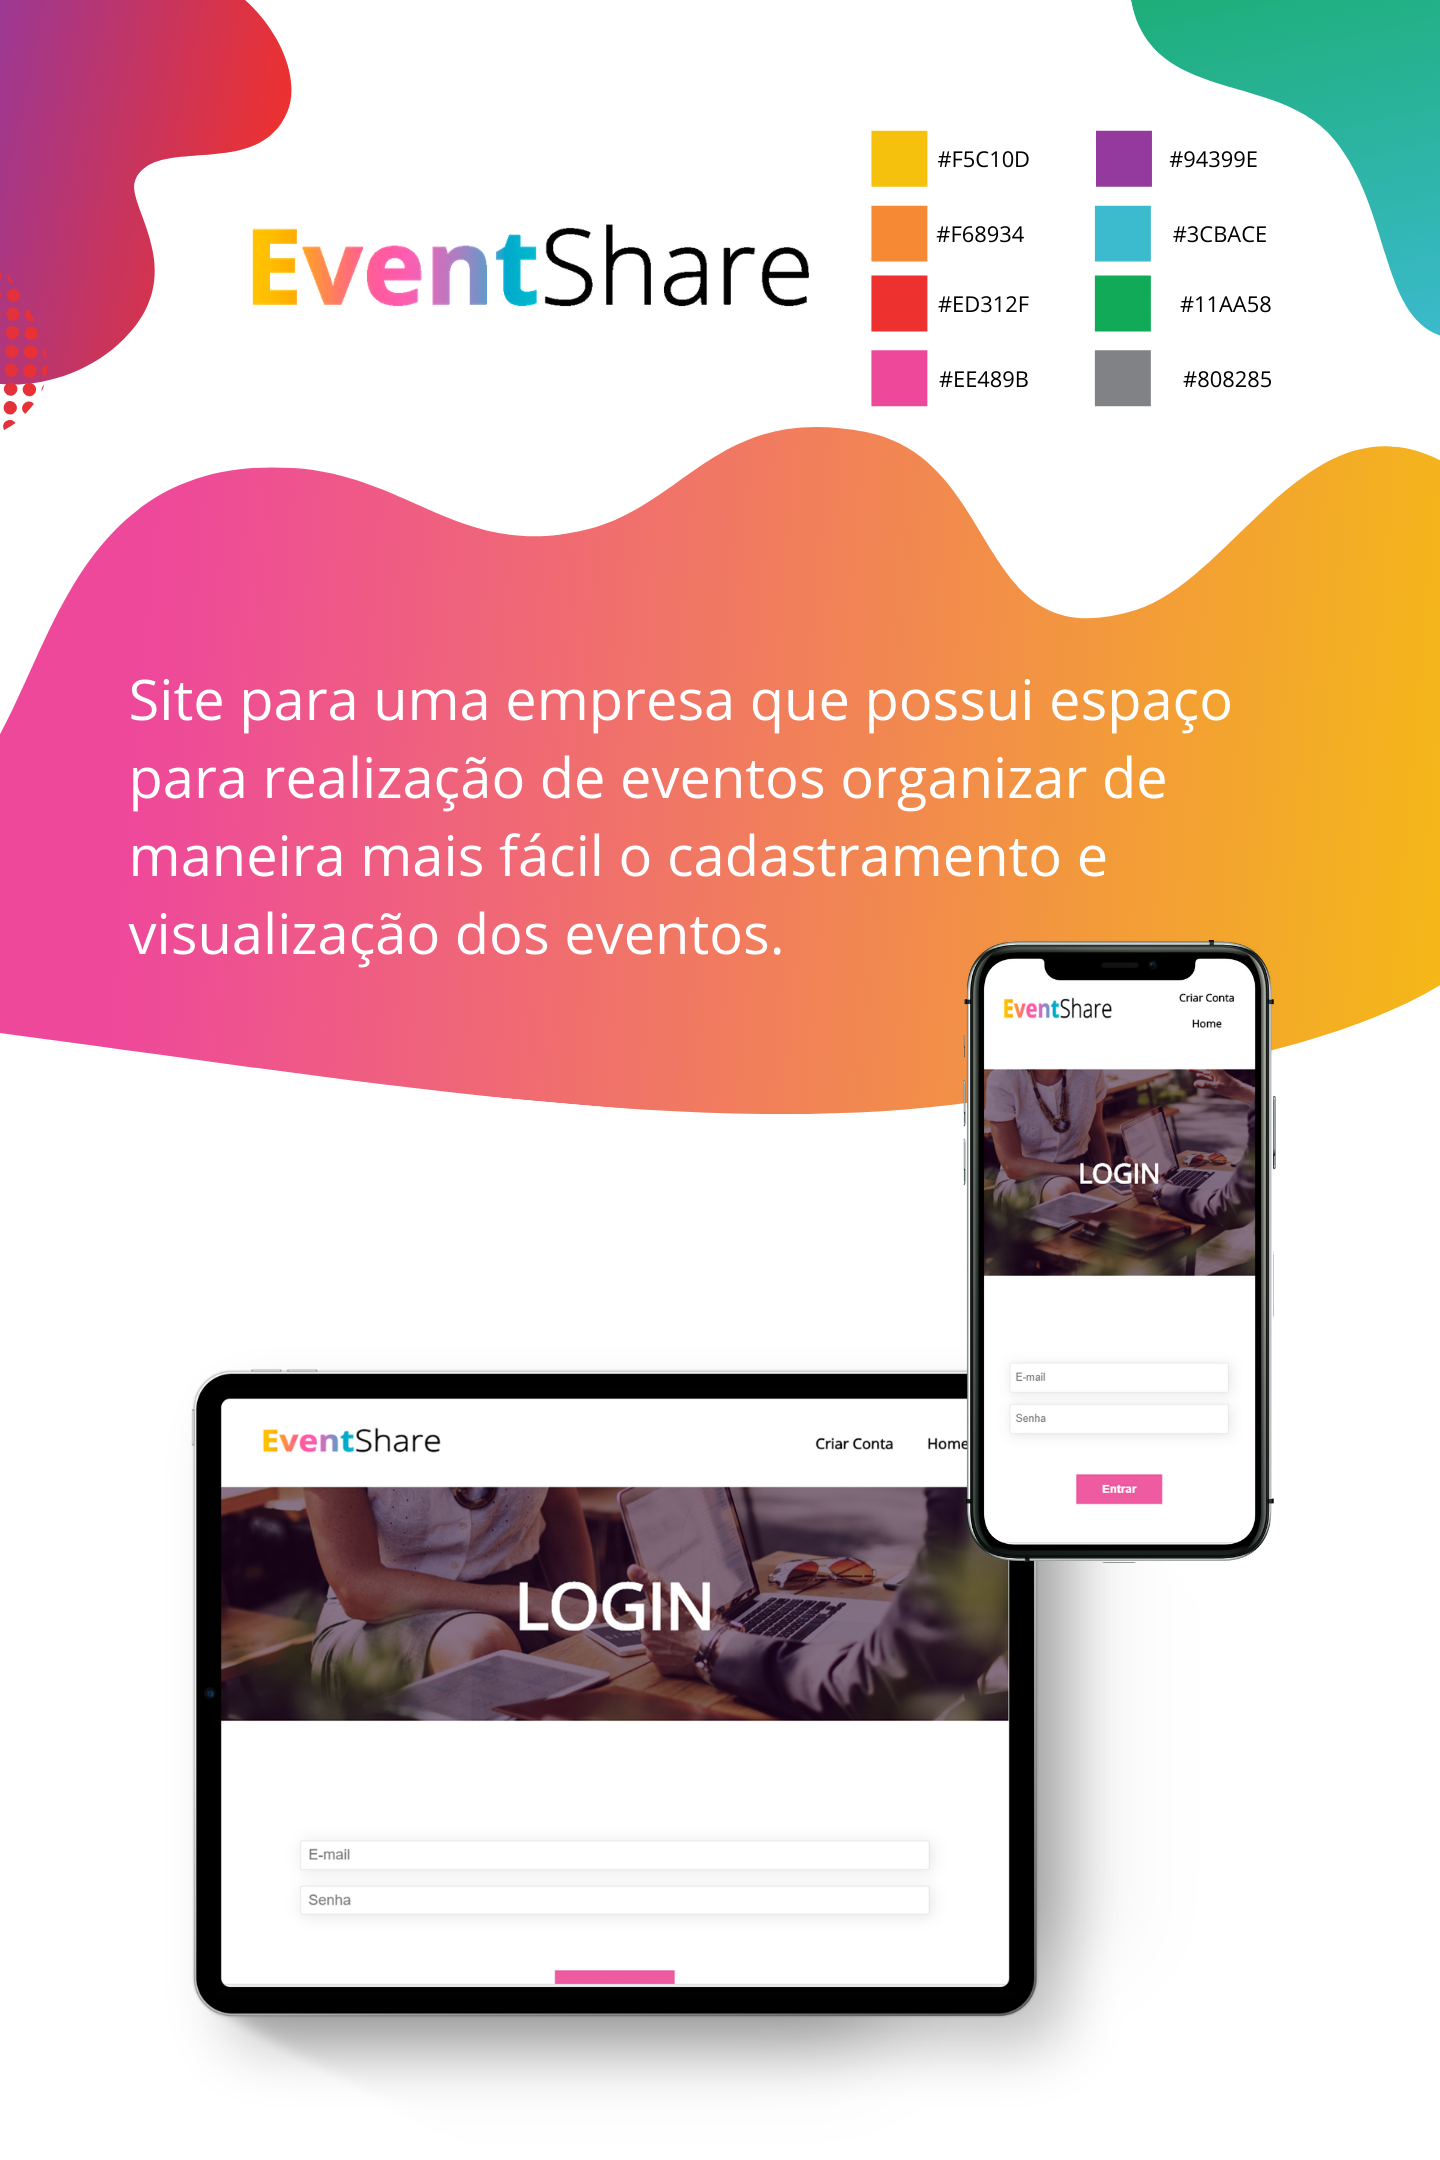 EventShare
#F5C10D
#94399E
#F68934
#3CBACE
#ED312F
#11AA58
#EE489B
#808285
Site para uma empresa que possui espaço
para realização de eventos organizar de
maneira mais fácil o cadastramento e
visualização dos eventos.
EventShare
Criar Conta
Home
LOGIN
E-mail
Senha
Entrar
EventShare
Criar Conta
Home
LOGIN
E-mail
Senha